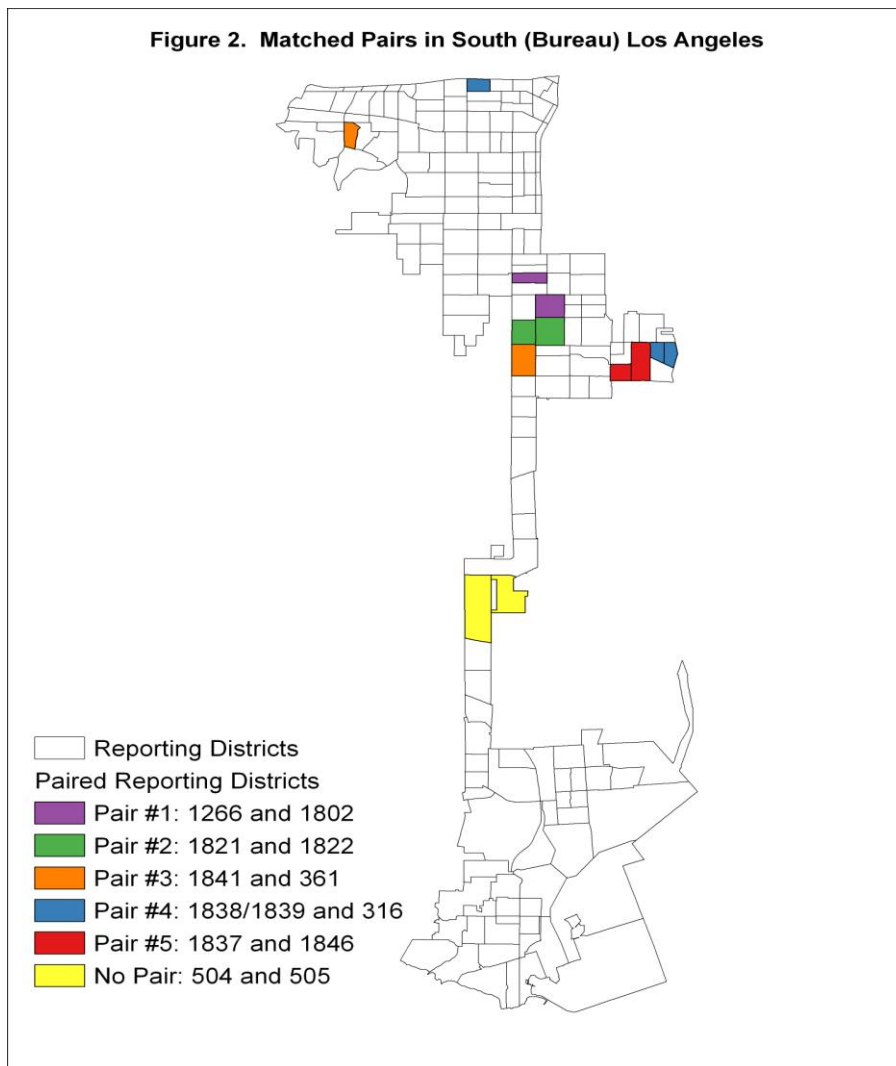 Figure 2. Matched Pairs in South (Bureau) Los Angeles
Reporting Districts
Paired Reporting Districts
Pair #1: 1266 and 1802
Pair #2: 1821 and 1822
Pair #3: 1841 and 361
Pair #4: 1838/1839 and 316
Pair #5: 1837 and 1846
No Pair: 504 and 505